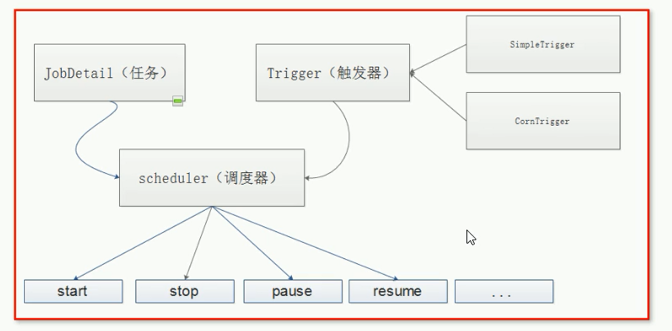 SimpleTrigger
JobDetail（任务）
Trigger（触发器）
CornTrigger
scheduler（调度器）
start
stop
pause
resume
...